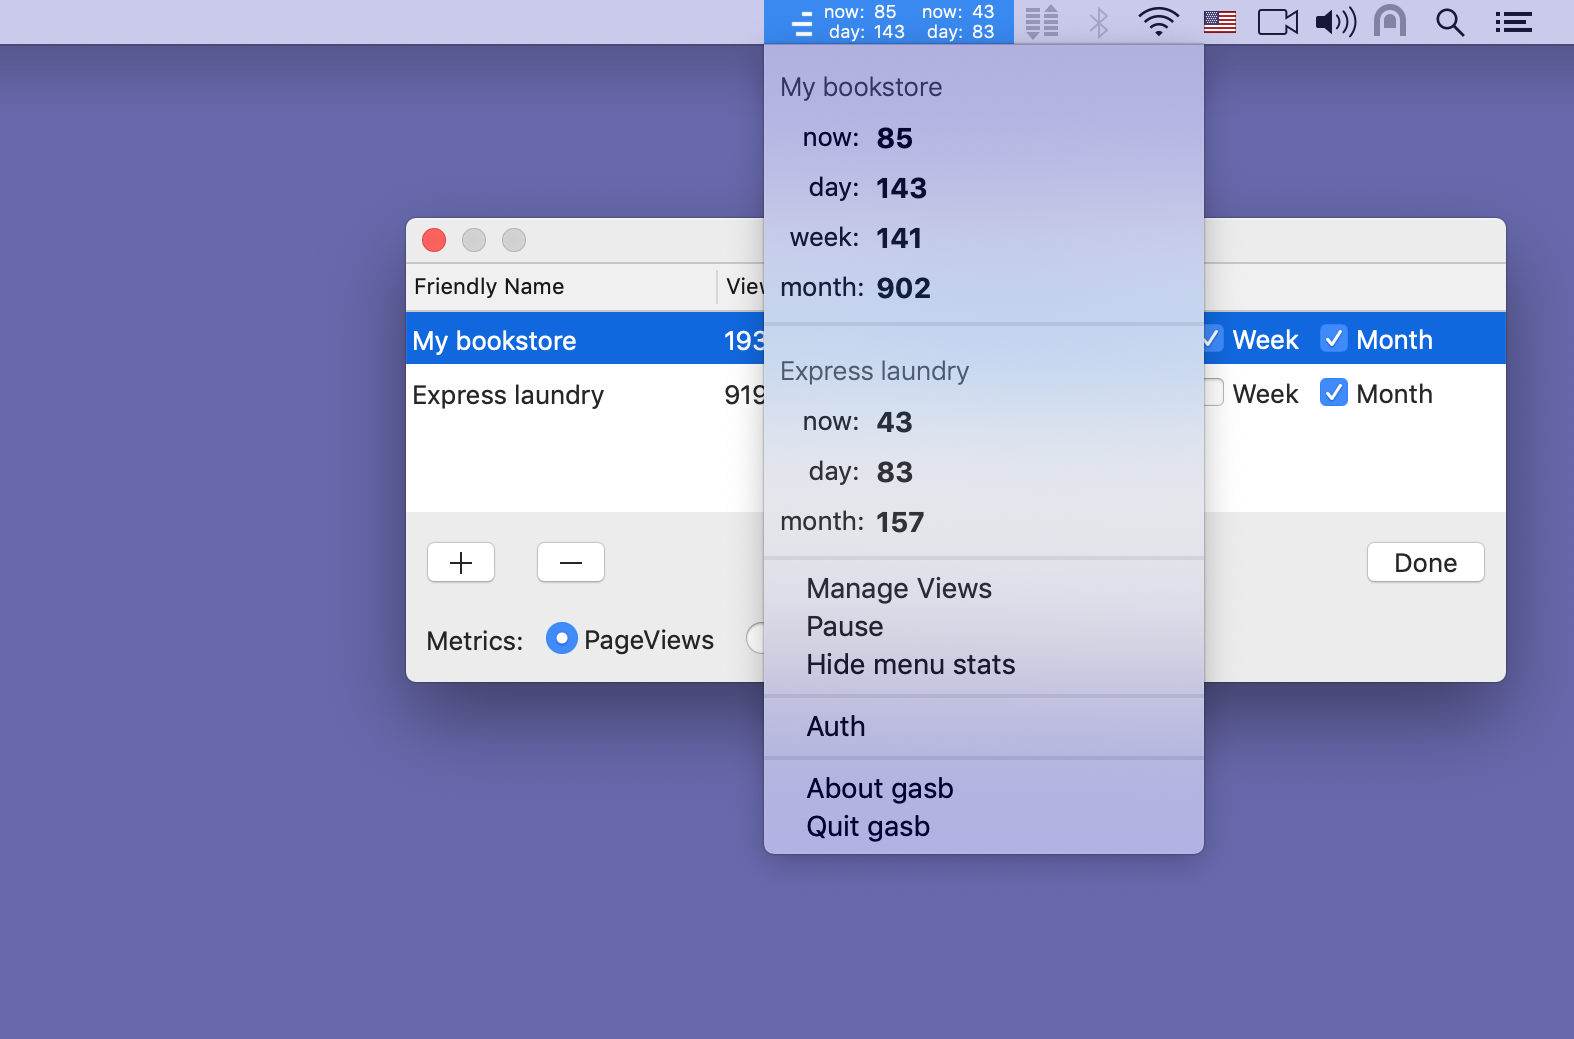 now: 85 now: 43
day: 143 day: 83
My bookstore
now: 85
day: 143
week: 141
month: 902
Express laundry
now: 43
day: 83
month: 157
Manage Views
Pause
Hide menu stats
Auth
About gasb
Quit gasb
Friendly Name
My bookstore 193 Week Month
Express laundry 919 Week Month
Done
Metrics: PageViews